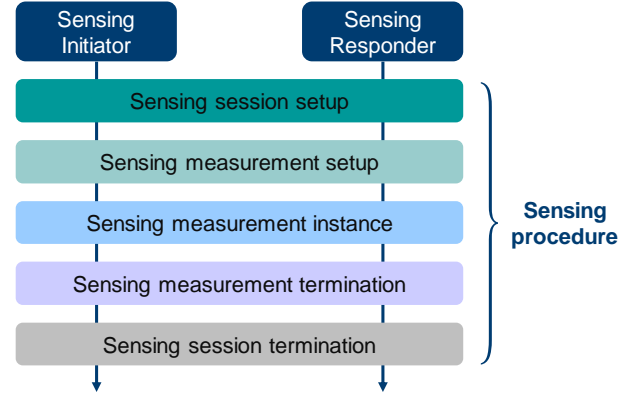 Sensing
Initiator
Sensing
Responder
Sensing session setup
Sensing measurement setup
Sensing measurement instance
Sensing measurement termination
Sensing session termination
Sensing
procedure